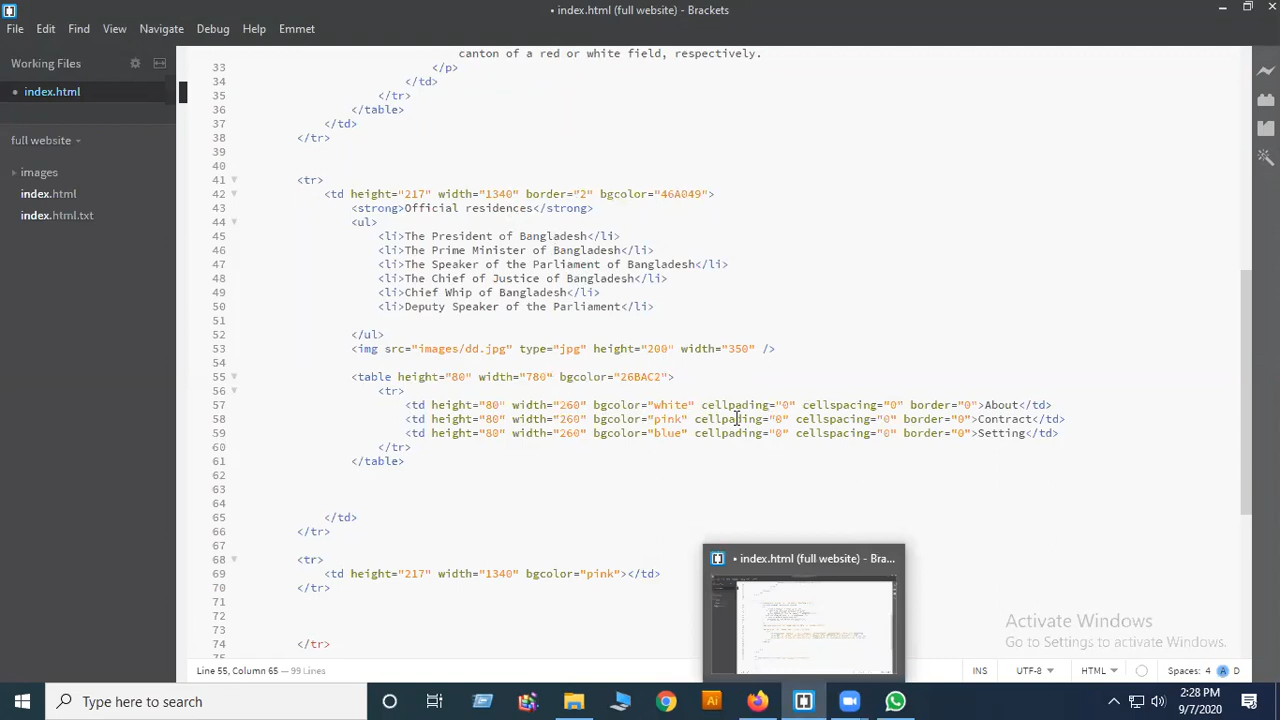 • index.html (full website) - Brackets
File Edit Find View Navigate Debug Help Emmet
Working Files
• index.html
full website
images
index.html
index.html.txt
canton of a red or white field, respectively.
33 </p>
34 </td>
35 </tr>
36 </table>
37 </td>
38 </tr>
39
40
41 <tr>
42 <td height="217" width="1340" border="2" bgcolor="46A049">
43 <strong>Official residences</strong>
44 <ul>
45 <li>The President of Bangladesh</li>
46 <li>The Prime Minister of Bangladesh</li>
47 <li>The Speaker of the Parliament of Bangladesh</li>
48 <li>The Chief of Justice of Bangladesh</li>
49 <li>Chief Whip of Bangladesh</li>
50 <li>Deputy Speaker of the Parliament</li>
51
52 </ul>
53 <img src="images/dd.jpg" type="jpg" height="200" width="350" />
54
55 <table height="80" width="780" bgcolor="26BAC2">
56 <tr>
57 <td height="80" width="260" bgcolor="white" cellpading="0" cellspacing="0" border="0">About</td>
58 <td height="80" width="260" bgcolor="pink" cellpading="0" cellspacing="0" border="0">Contract</td>
59 <td height="80" width="260" bgcolor="blue" cellpading="0" cellspacing="0" border="0">Setting</td>
60 </tr>
61 </table>
62
63
64
65 </td>
66 </tr>
67
68 <tr>
69 <td height="217" width="1340" bgcolor="pink"></td>
70 </tr>
71
72
73
74 </tr>
• index.html (full website) - Bra...
Activate Windows
Go to Settings to activate Windows.
Line 55, Column 65 — 99 Lines
INS UTF-8 HTML Spaces: 4 A D
Type here to search
Ai
2:28 PM
9/7/2020